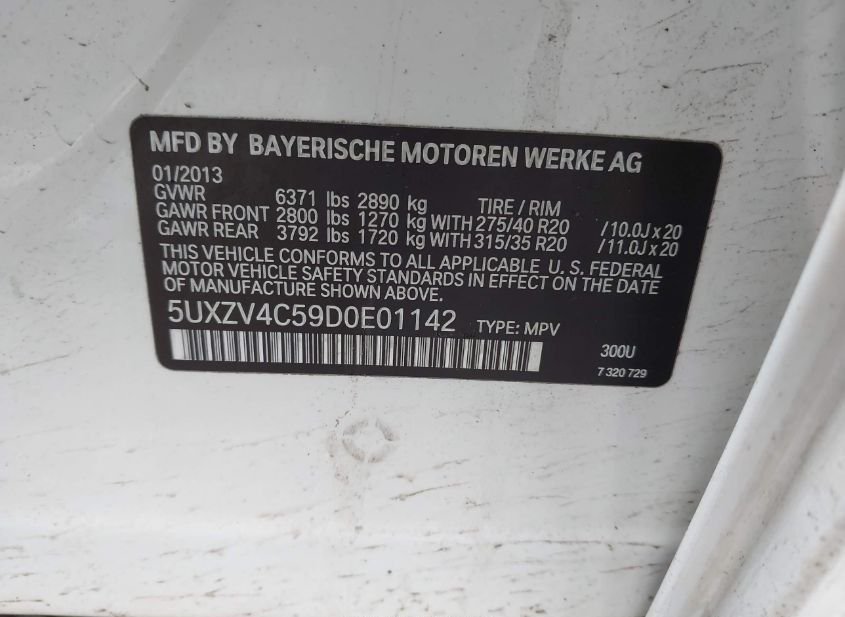 MFD BY BAYERISCHE MOTOREN WERKE AG
01/2013
GVWR 6371 lbs 2890 kg TIRE / RIM
GAWR FRONT 2800 lbs 1270 kg WITH 275/40 R20 /10.0J x 20
GAWR REAR 3792 lbs 1720 kg WITH 315/35 R20 /11.0J x 20
THIS VEHICLE CONFORMS TO ALL APPLICABLE U. S. FEDERAL
MOTOR VEHICLE SAFETY STANDARDS IN EFFECT ON THE DATE
OF MANUFACTURE SHOWN ABOVE.
5UXZV4C59D0E01142 TYPE: MPV
300U
7 320 729